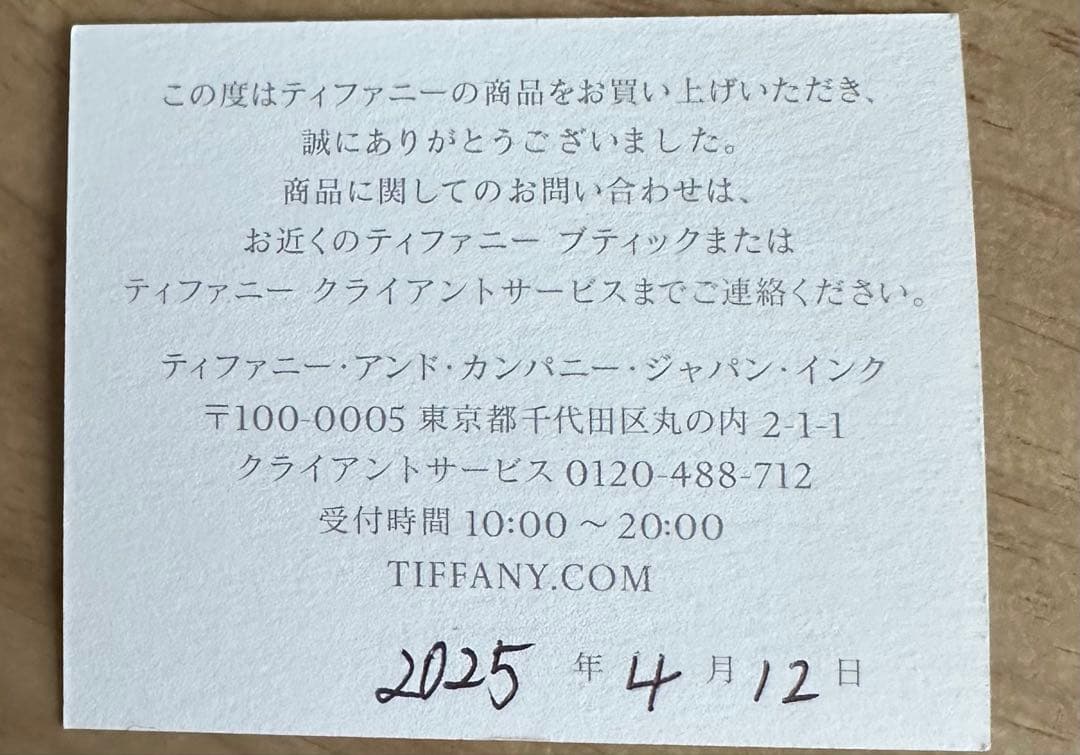 この度はティファニーの商品をお買い上げいただき、
誠にありがとうございました。
商品に関してのお問い合わせは、
お近くのティファニー ブティックまたは
ティファニー クライアントサービスまでご連絡ください。
ティファニー・アンド・カンパニー・ジャパン・インク
〒100-0005 東京都千代田区丸の内 2-1-1
クライアントサービス 0120-488-712
受付時間 10:00 〜 20:00
TIFFANY.COM
2025 年 4 月 12 日